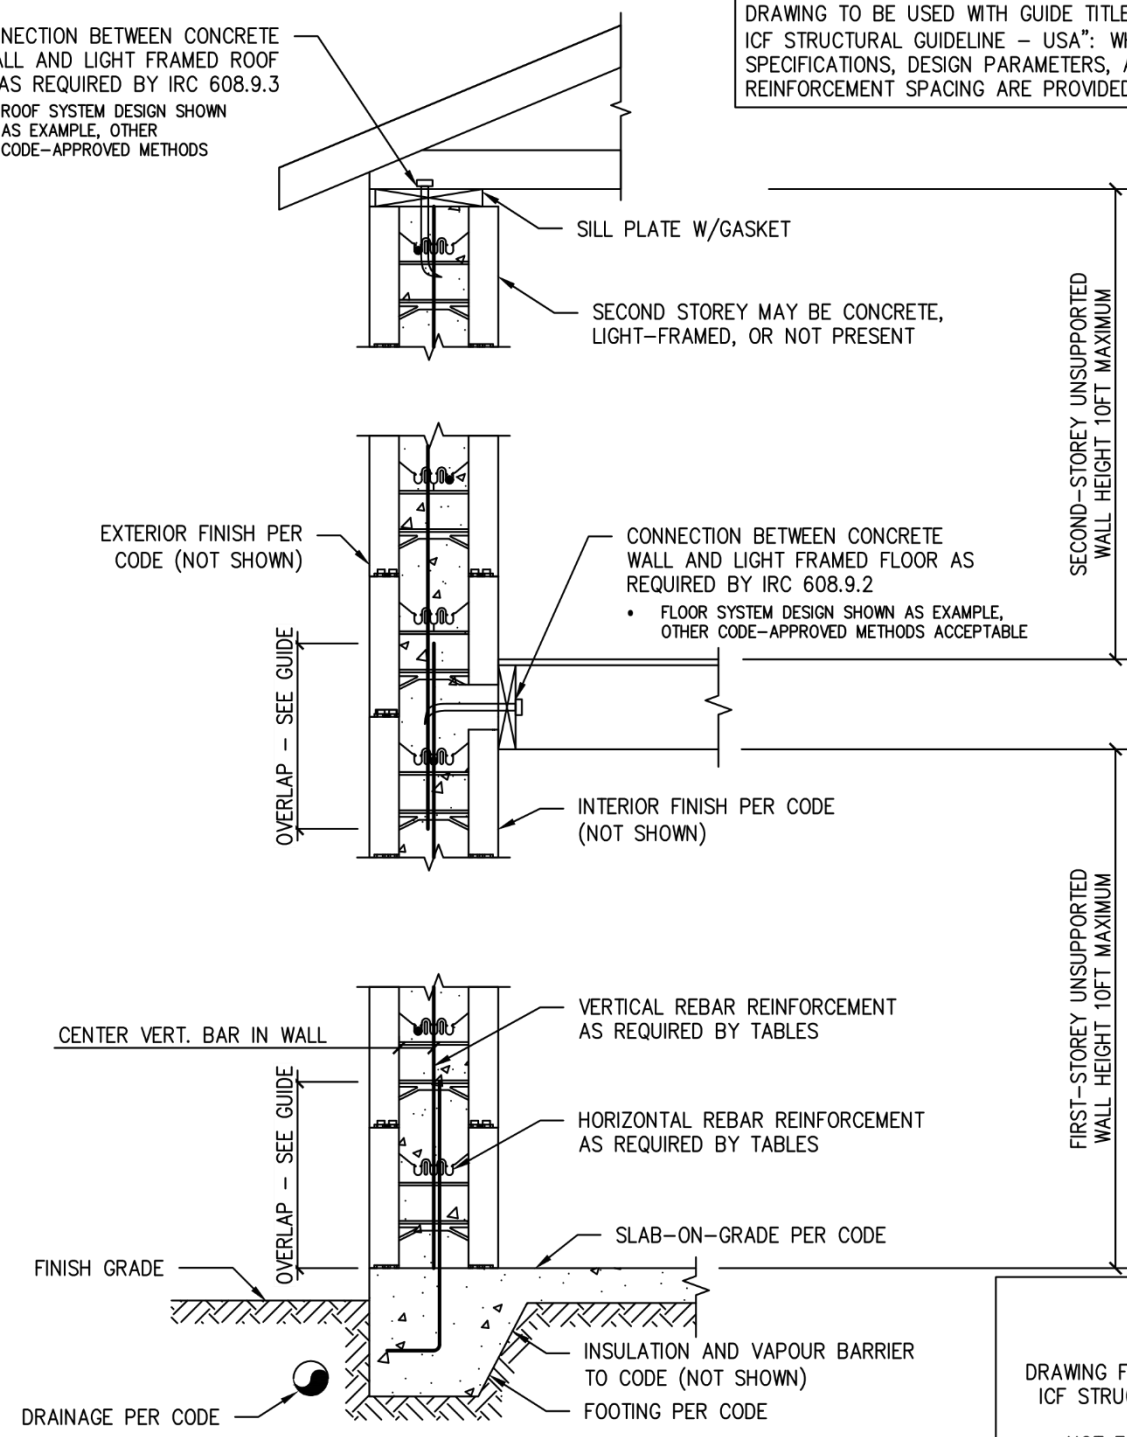 NECTION BETWEEN CONCRETE
ALL AND LIGHT FRAMED ROOF
AS REQUIRED BY IRC 608.9.3
ROOF SYSTEM DESIGN SHOWN
AS EXAMPLE, OTHER
CODE-APPROVED METHODS
DRAWING TO BE USED WITH GUIDE TITLE
ICF STRUCTURAL GUIDELINE – USA": WH
SPECIFICATIONS, DESIGN PARAMETERS, A
REINFORCEMENT SPACING ARE PROVIDED
SILL PLATE W/GASKET
SECOND STOREY MAY BE CONCRETE,
LIGHT-FRAMED, OR NOT PRESENT
SECOND-STOREY UNSUPPORTED
WALL HEIGHT 10FT MAXIMUM
EXTERIOR FINISH PER
CODE (NOT SHOWN)
CONNECTION BETWEEN CONCRETE
WALL AND LIGHT FRAMED FLOOR AS
REQUIRED BY IRC 608.9.2
• FLOOR SYSTEM DESIGN SHOWN AS EXAMPLE,
OTHER CODE-APPROVED METHODS ACCEPTABLE
OVERLAP – SEE GUIDE
INTERIOR FINISH PER CODE
(NOT SHOWN)
FIRST-STOREY UNSUPPORTED
WALL HEIGHT 10FT MAXIMUM
VERTICAL REBAR REINFORCEMENT
AS REQUIRED BY TABLES
CENTER VERT. BAR IN WALL
OVERLAP – SEE GUIDE
HORIZONTAL REBAR REINFORCEMENT
AS REQUIRED BY TABLES
SLAB-ON-GRADE PER CODE
FINISH GRADE
INSULATION AND VAPOUR BARRIER
TO CODE (NOT SHOWN)
FOOTING PER CODE
DRAINAGE PER CODE
DRAWING F
ICF STRUC